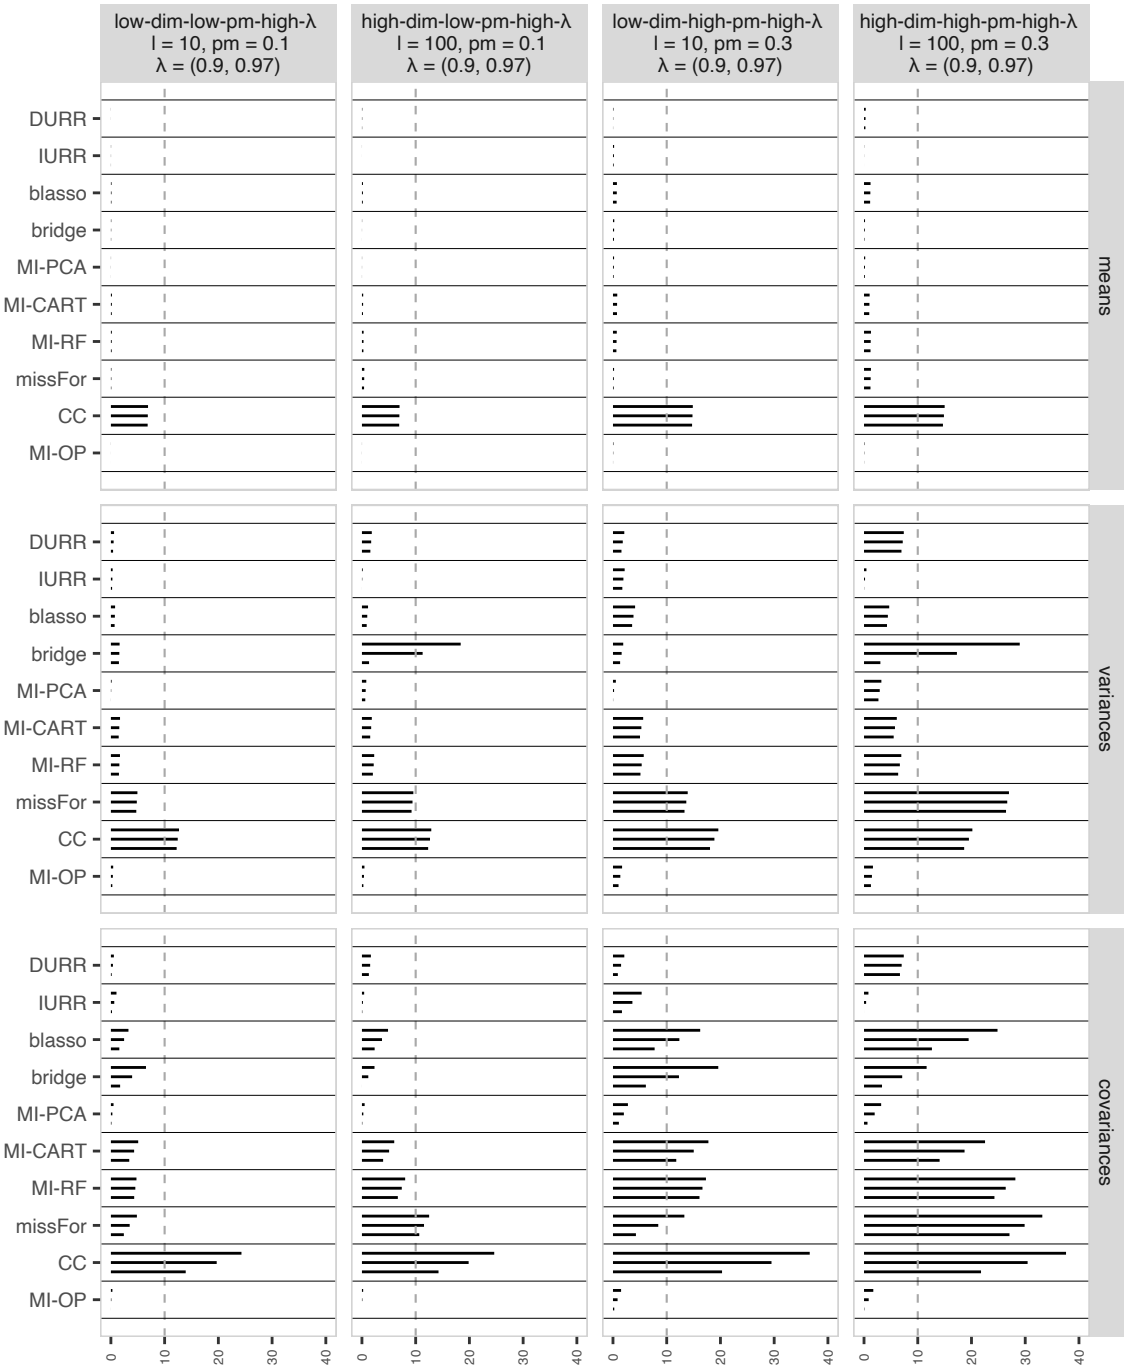 low-dim-low-pm-high-λ
l = 10, pm = 0.1
λ = (0.9, 0.97)
high-dim-low-pm-high-λ
l = 100, pm = 0.1
λ = (0.9, 0.97)
low-dim-high-pm-high-λ
l = 10, pm = 0.3
λ = (0.9, 0.97)
high-dim-high-pm-high-λ
l = 100, pm = 0.3
λ = (0.9, 0.97)
DURR
IURR
blasso
bridge
MI-PCA
MI-CART
MI-RF
missFor
CC
MI-OP
means
DURR
IURR
blasso
bridge
MI-PCA
MI-CART
MI-RF
missFor
CC
MI-OP
variances
DURR
IURR
blasso
bridge
MI-PCA
MI-CART
MI-RF
missFor
CC
MI-OP
covariances
0 10 20 30 40
0 10 20 30 40
0 10 20 30 40
0 10 20 30 40